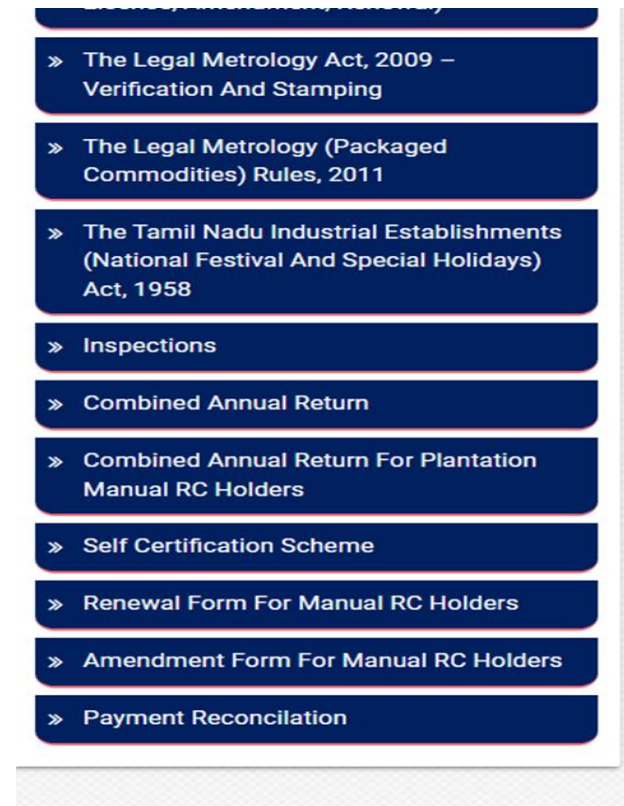 » The Legal Metrology Act, 2009 –
Verification And Stamping
» The Legal Metrology (Packaged
Commodities) Rules, 2011
» The Tamil Nadu Industrial Establishments
(National Festival And Special Holidays)
Act, 1958
» Inspections
» Combined Annual Return
» Combined Annual Return For Plantation
Manual RC Holders
» Self Certification Scheme
» Renewal Form For Manual RC Holders
» Amendment Form For Manual RC Holders
» Payment Reconcilation